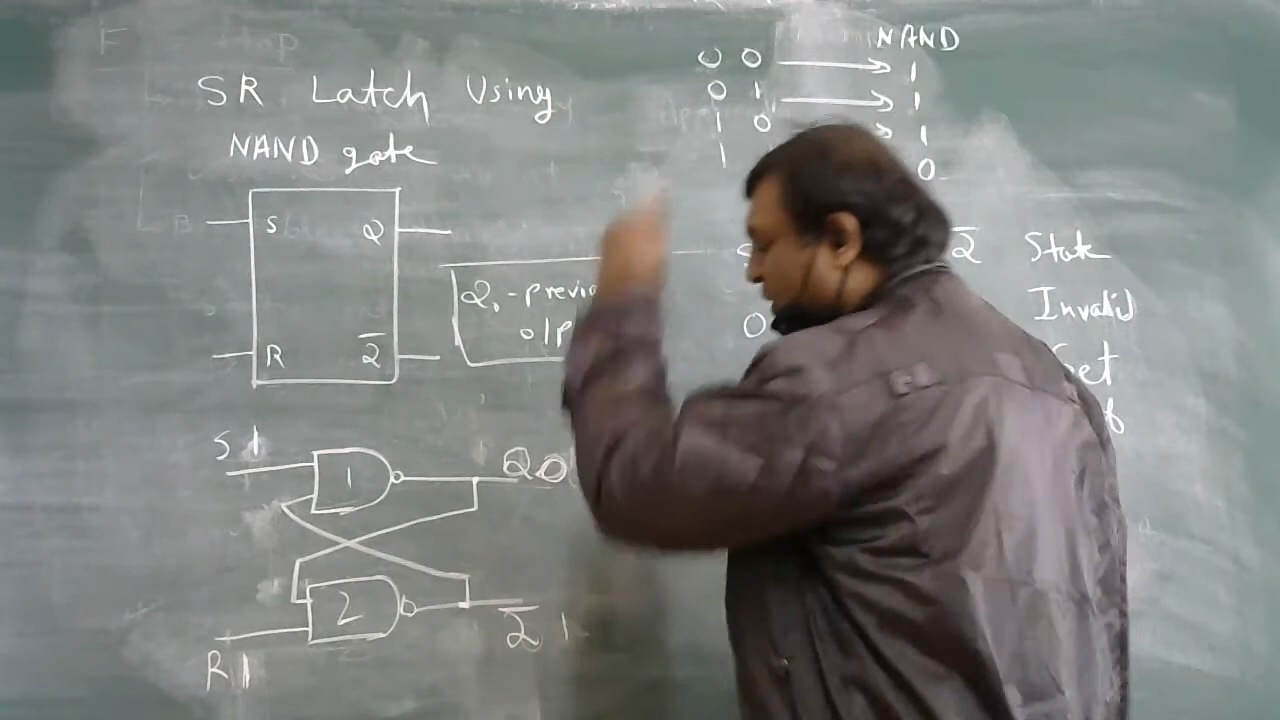 SR Latch Using
NAND gate
S Q
R Q̅
NAND
0 0 → 1
0 1 → 1
1 0 → 1
1 0
Q̅ State
0 Invalid
Q₀ - previo
o/p
S 1
1
Q 0
2
Q̅ 1
R 1